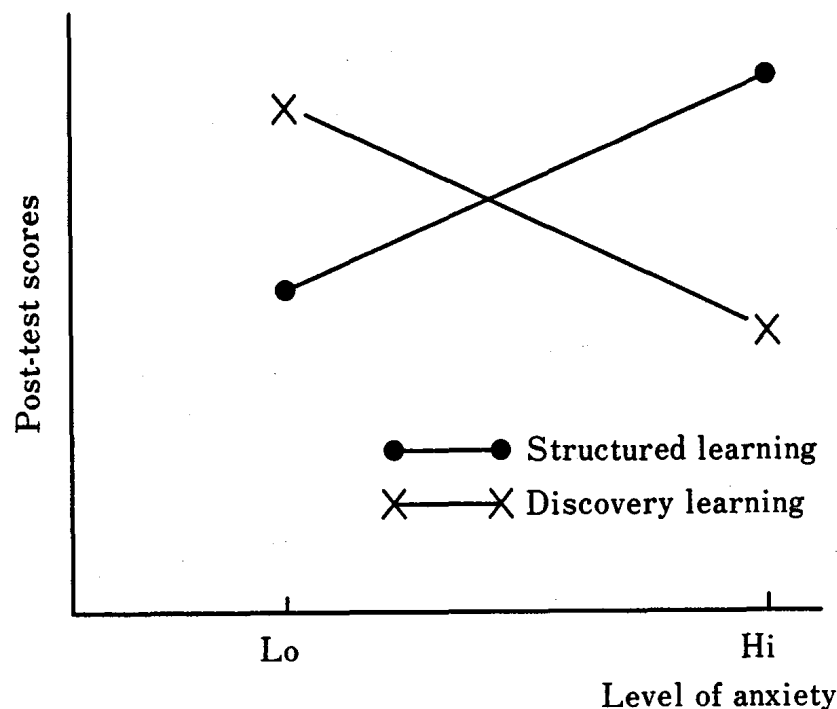 Post-test scores
Structured learning
Discovery learning
Lo
Hi
Level of anxiety